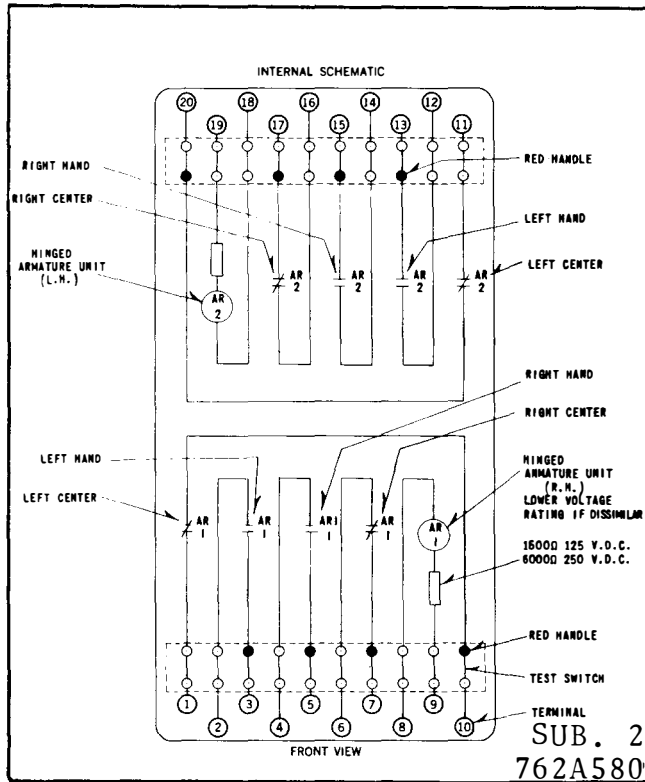 INTERNAL SCHEMATIC
20 18 16 14 12
19 17 15 13 11
RIGHT HAND
RED HANDLE
RIGHT CENTER
LEFT HAND
HINGED
ARMATURE UNIT
(L.H.)
LEFT CENTER
AR
2
AR
2
AR
2
AR
2
AR
2
RIGHT HAND
RIGHT CENTER
LEFT HAND
LEFT CENTER
HINGED
ARMATURE UNIT
(R.H.)
LOWER VOLTAGE
RATING IF DISSIMILAR
AR
1
AR
1
AR1
1
AR
1
AR
1
1500Ω 125 V.D.C.
6000Ω 250 V.D.C.
RED HANDLE
TEST SWITCH
1 3 5 7 9
2 4 6 8 10
TERMINAL
FRONT VIEW
SUB. 2
762A580